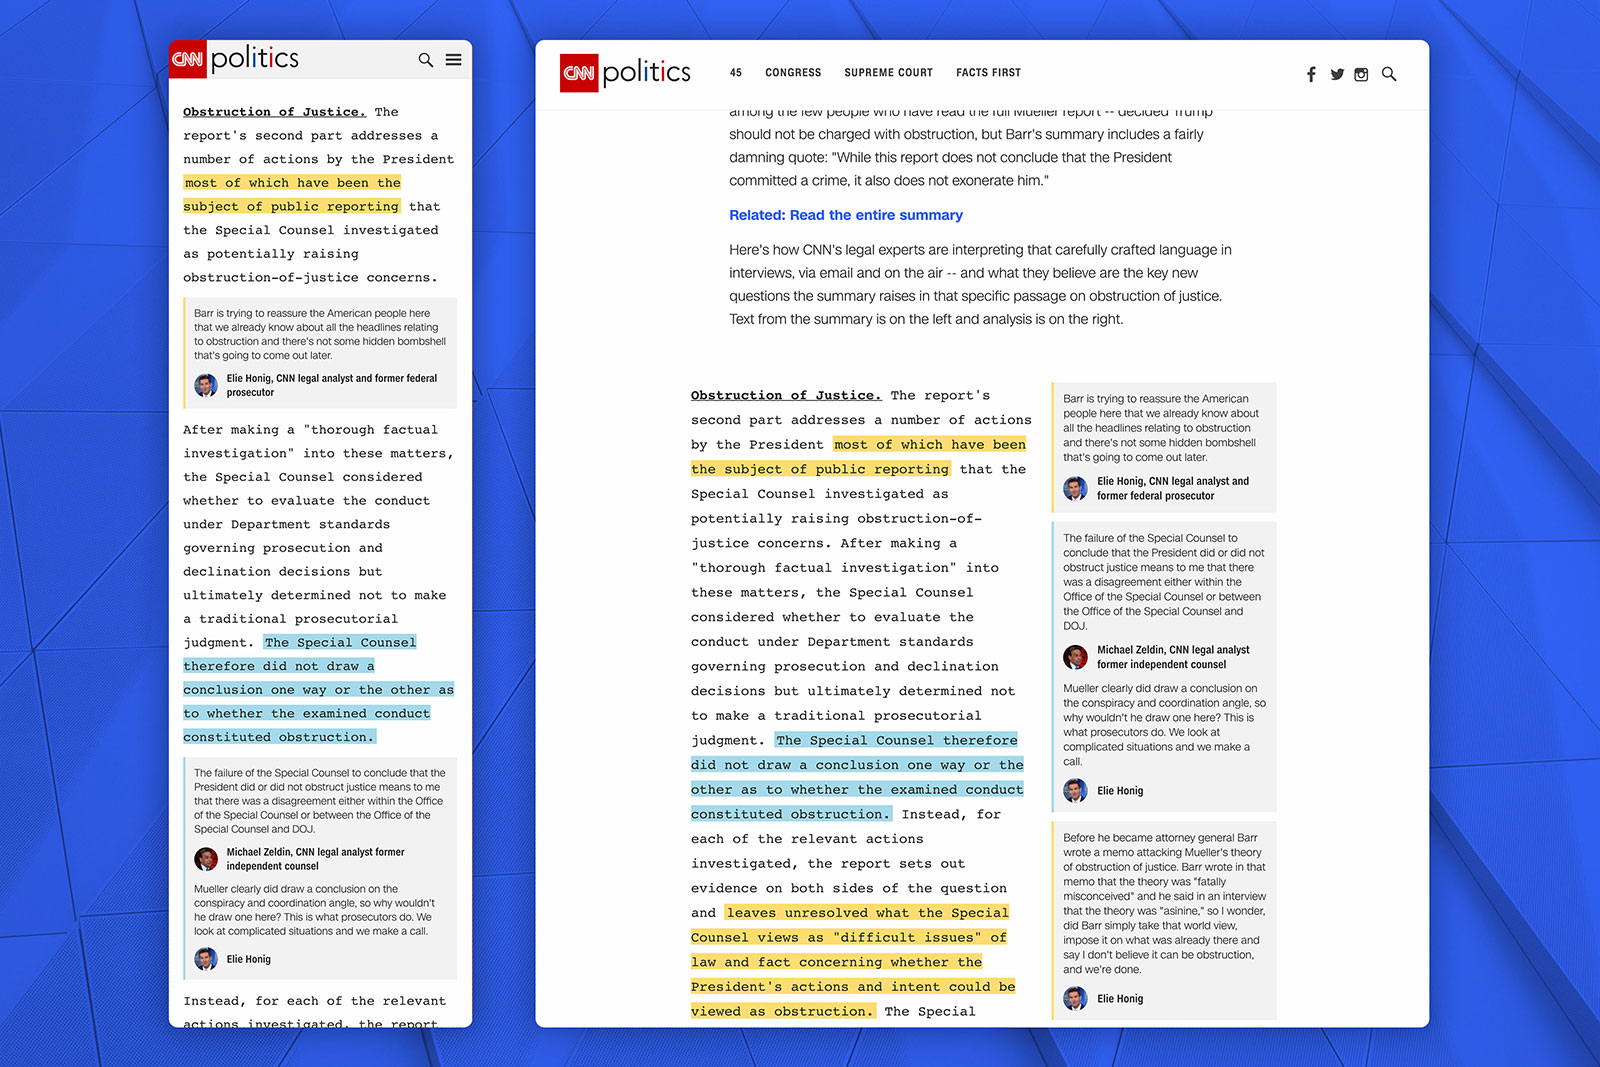 CNN politics
Obstruction of Justice. The
report's second part addresses a
number of actions by the President
most of which have been the
subject of public reporting that
the Special Counsel investigated
as potentially raising
obstruction-of-justice concerns.
Barr is trying to reassure the American people here
that we already know about all the headlines relating
to obstruction and there's not some hidden bombshell
that's going to come out later.
Elie Honig, CNN legal analyst and former federal
prosecutor
After making a "thorough factual
investigation" into these matters,
the Special Counsel considered
whether to evaluate the conduct
under Department standards
governing prosecution and
declination decisions but
ultimately determined not to make
a traditional prosecutorial
judgment. The Special Counsel
therefore did not draw a
conclusion one way or the other as
to whether the examined conduct
constituted obstruction.
The failure of the Special Counsel to conclude that the
President did or did not obstruct justice means to me
that there was a disagreement either within the Office
of the Special Counsel or between the Office of the
Special Counsel and DOJ.
Michael Zeldin, CNN legal analyst former
independent counsel
Mueller clearly did draw a conclusion on the
conspiracy and coordination angle, so why wouldn't
he draw one here? This is what prosecutors do. We
look at complicated situations and we make a call.
Elie Honig
Instead, for each of the relevant
actions investigated, the report
CNN politics 45 CONGRESS SUPREME COURT FACTS FIRST
among the few people who have read the full Mueller report -- decided Trump
should not be charged with obstruction, but Barr's summary includes a fairly
damning quote: "While this report does not conclude that the President
committed a crime, it also does not exonerate him."
Related: Read the entire summary
Here's how CNN's legal experts are interpreting that carefully crafted language in
interviews, via email and on the air -- and what they believe are the key new
questions the summary raises in that specific passage on obstruction of justice.
Text from the summary is on the left and analysis is on the right.
Obstruction of Justice. The report's
second part addresses a number of actions
by the President most of which have been
the subject of public reporting that the
Special Counsel investigated as
potentially raising obstruction-of-
justice concerns. After making a
"thorough factual investigation" into
these matters, the Special Counsel
considered whether to evaluate the
conduct under Department standards
governing prosecution and declination
decisions but ultimately determined not
to make a traditional prosecutorial
judgment. The Special Counsel therefore
did not draw a conclusion one way or the
other as to whether the examined conduct
constituted obstruction. Instead, for
each of the relevant actions
investigated, the report sets out
evidence on both sides of the question
and leaves unresolved what the Special
Counsel views as "difficult issues" of
law and fact concerning whether the
President's actions and intent could be
viewed as obstruction. The Special
Barr is trying to reassure the American
people here that we already know about
all the headlines relating to obstruction
and there's not some hidden bombshell
that's going to come out later.
Elie Honig, CNN legal analyst and
former federal prosecutor
The failure of the Special Counsel to
conclude that the President did or did not
obstruct justice means to me that there
was a disagreement either within the
Office of the Special Counsel or between
the Office of the Special Counsel and
DOJ.
Michael Zeldin, CNN legal analyst
former independent counsel
Mueller clearly did draw a conclusion on
the conspiracy and coordination angle, so
why wouldn't he draw one here? This is
what prosecutors do. We look at
complicated situations and we make a
call.
Elie Honig
Before he became attorney general Barr
wrote a memo attacking Mueller's theory
of obstruction of justice. Barr wrote in that
memo that the theory was "fatally
misconceived" and he said in an interview
that the theory was "asinine," so I wonder,
did Barr simply take that world view,
impose it on what was already there and
say I don't believe it can be obstruction,
and we're done.
Elie Honig